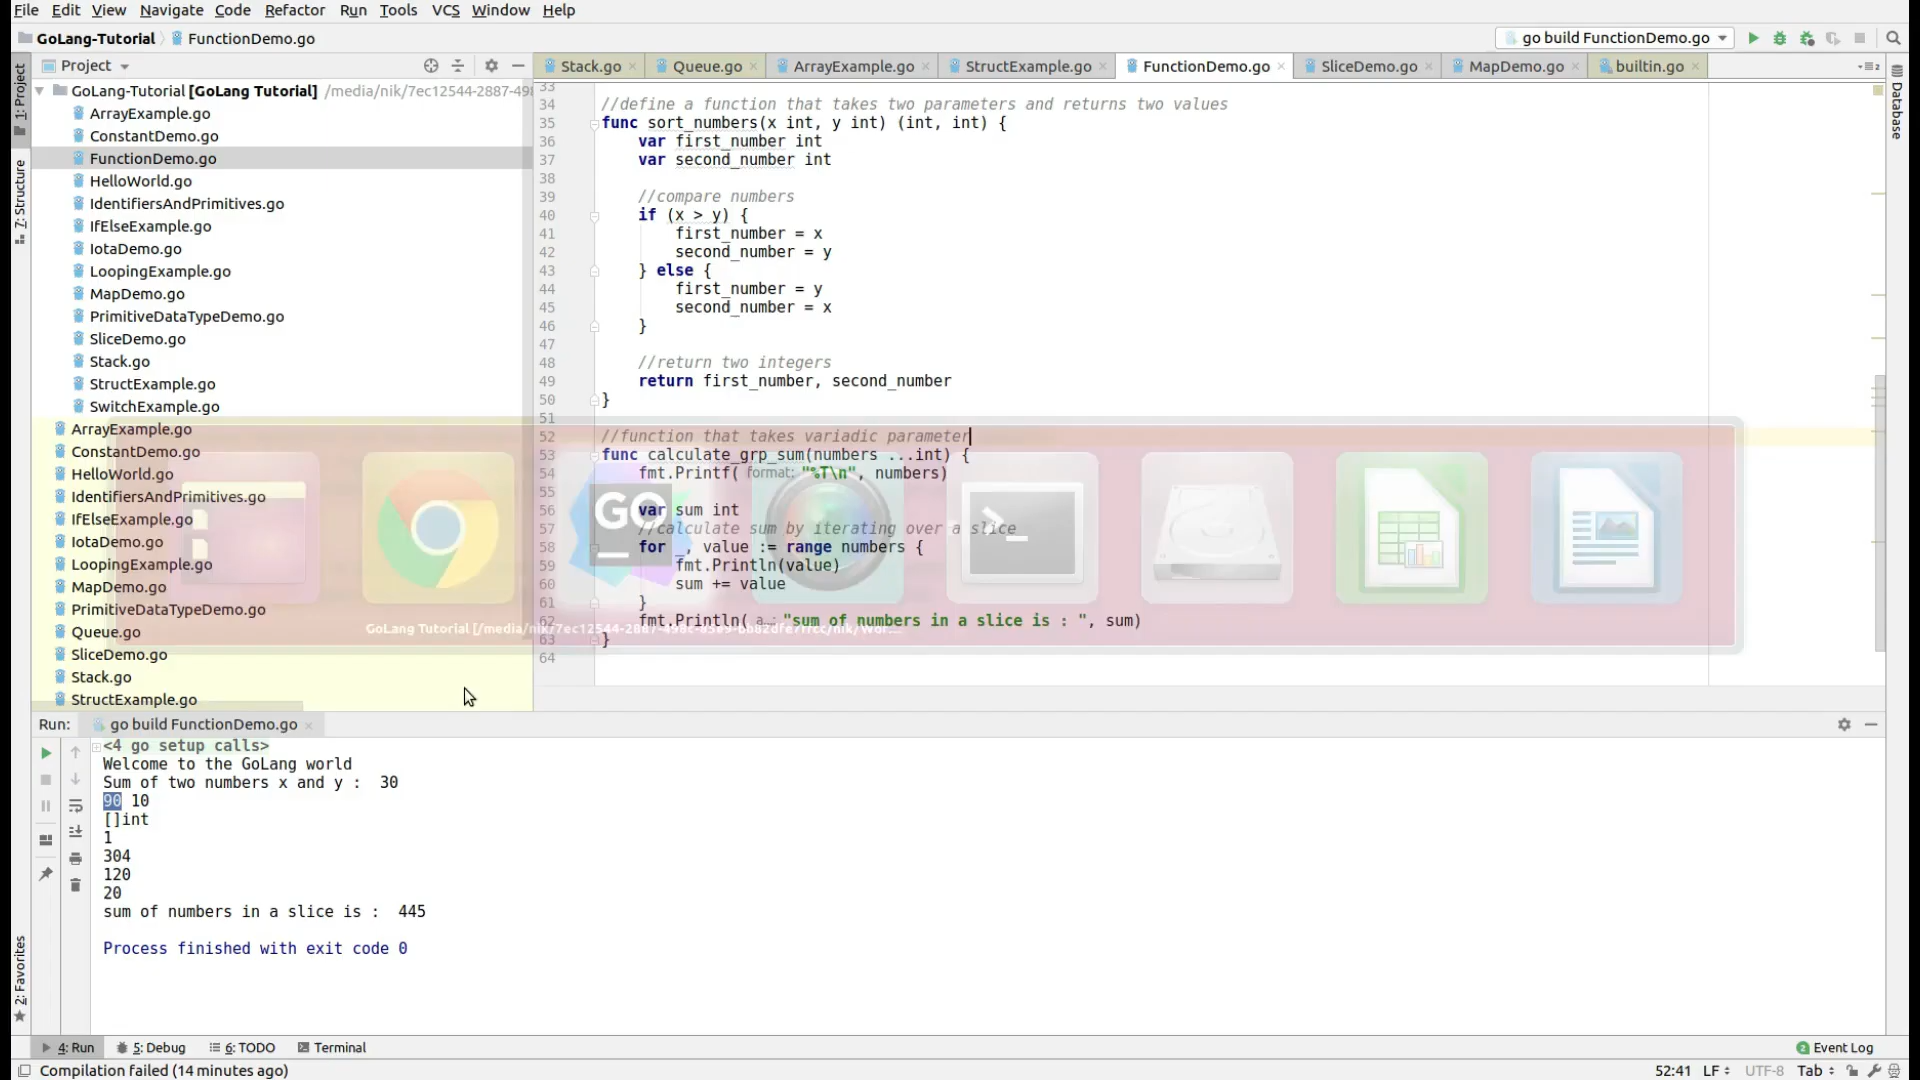 File Edit View Navigate Code Refactor Run Tools VCS Window Help
GoLang-Tutorial FunctionDemo.go
go build FunctionDemo.go
1: Project
7: Structure
2: Favorites
Database
Project
Stack.go Queue.go ArrayExample.go StructExample.go FunctionDemo.go SliceDemo.go MapDemo.go builtin.go
GoLang-Tutorial [GoLang Tutorial] /media/nik/7ec12544-2887-49
ArrayExample.go
ConstantDemo.go
FunctionDemo.go
HelloWorld.go
IdentifiersAndPrimitives.go
IfElseExample.go
IotaDemo.go
LoopingExample.go
MapDemo.go
PrimitiveDataTypeDemo.go
SliceDemo.go
Stack.go
StructExample.go
SwitchExample.go
ArrayExample.go
ConstantDemo.go
HelloWorld.go
IdentifiersAndPrimitives.go
IfElseExample.go
IotaDemo.go
LoopingExample.go
MapDemo.go
PrimitiveDataTypeDemo.go
Queue.go
SliceDemo.go
Stack.go
StructExample.go
33
34 //define a function that takes two parameters and returns two values
35 func sort_numbers(x int, y int) (int, int) {
36 var first_number int
37 var second_number int
38
39 //compare numbers
40 if (x > y) {
41 first_number = x
42 second_number = y
43 } else {
44 first_number = y
45 second_number = x
46 }
47
48 //return two integers
49 return first_number, second_number
50 }
51
52 //function that takes variadic parameter
53 func calculate_grp_sum(numbers ...int) {
54 fmt.Printf( format: "%T\n", numbers)
55
56 var sum int
57 //calculate sum by iterating over a slice
58 for _, value := range numbers {
59 fmt.Println(value)
60 sum += value
61 }
62 fmt.Println( a... "sum of numbers in a slice is : ", sum)
63 }
64
GO
GoLang Tutorial [/media/nik/7ec12544-2887-498c-
Run: go build FunctionDemo.go
<4 go setup calls>
Welcome to the GoLang world
Sum of two numbers x and y : 30
90 10
[]int
1
304
120
20
sum of numbers in a slice is : 445
Process finished with exit code 0
4: Run 5: Debug 6: TODO Terminal
2 Event Log
Compilation failed (14 minutes ago)
52:41 LF UTF-8 Tab